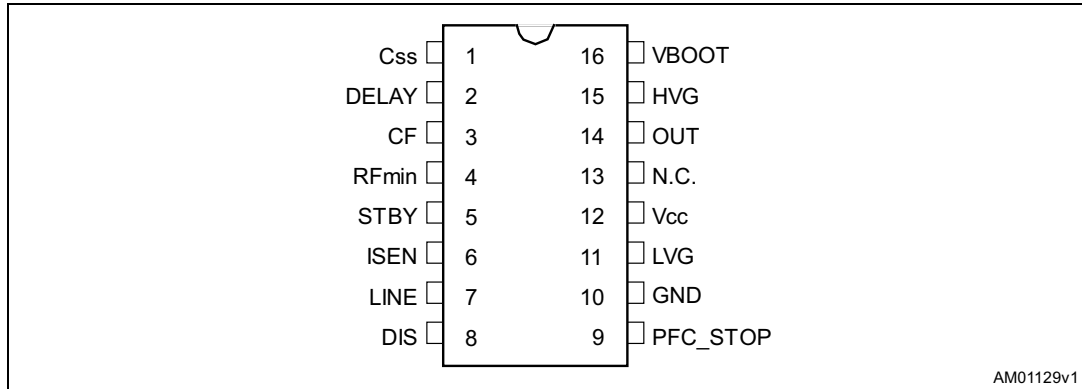 Css 1 16 VBOOT
DELAY 2 15 HVG
CF 3 14 OUT
RFmin 4 13 N.C.
STBY 5 12 Vcc
ISEN 6 11 LVG
LINE 7 10 GND
DIS 8 9 PFC_STOP
AM01129v1